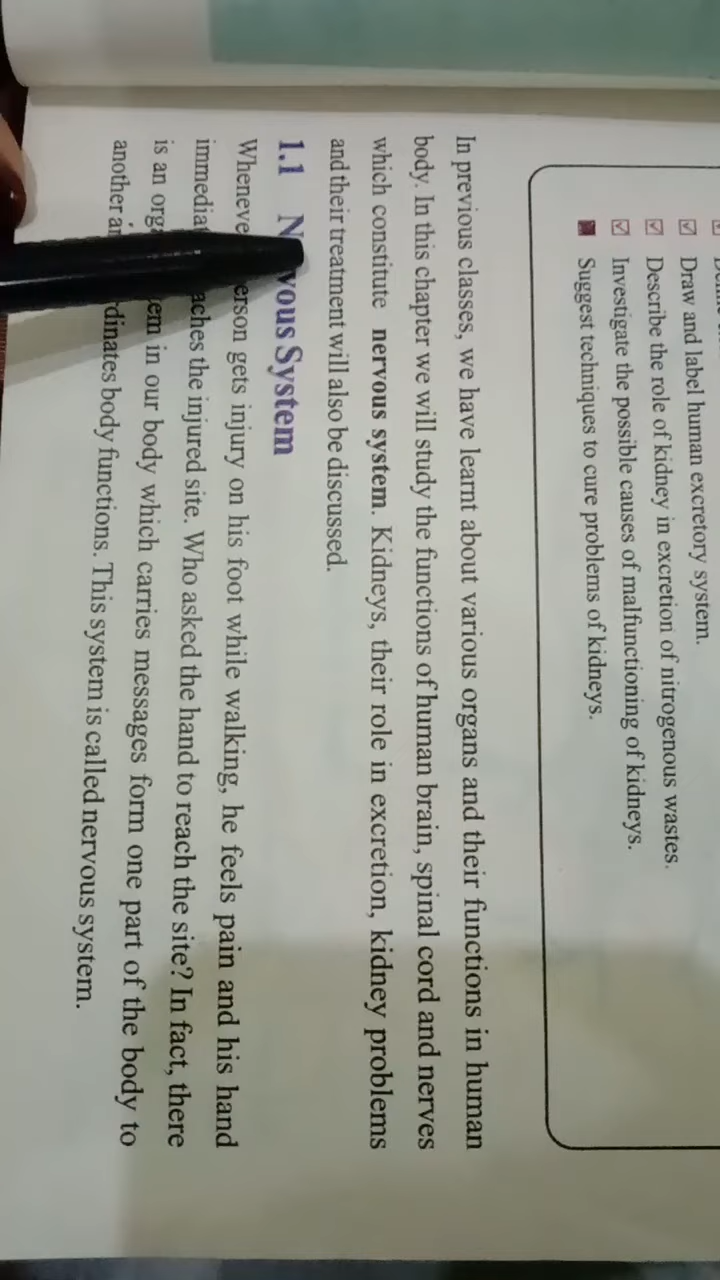 Draw and label human excretory system.
Describe the role of kidney in excretion of nitrogenous wastes.
Investigate the possible causes of malfunctioning of kidneys.
Suggest techniques to cure problems of kidneys.
In previous classes, we have learnt about various organs and their functions in human
body. In this chapter we will study the functions of human brain, spinal cord and nerves
which constitute nervous system. Kidneys, their role in excretion, kidney problems
and their treatment will also be discussed.
1.1 Nervous System
Whenever person gets injury on his foot while walking, he feels pain and his hand
the injured site. Who asked the hand to reach the site? In fact, there
is an in our body which carries messages form one part of the body to
another body functions. This system is called nervous system.